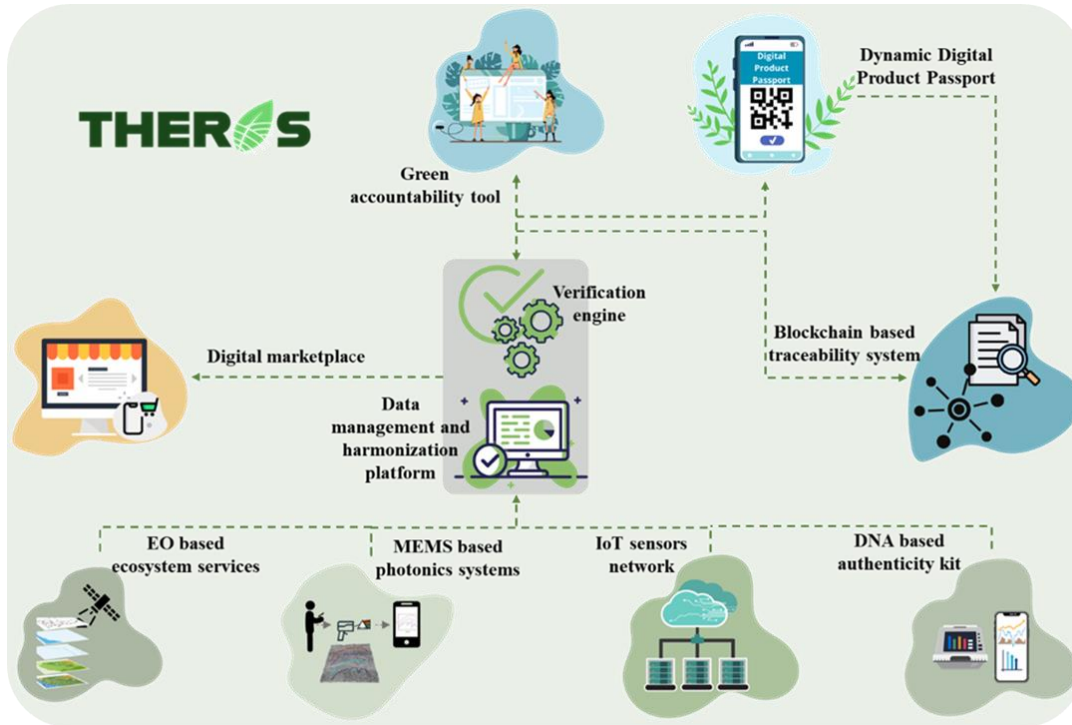 THEROS
Digital
Product
Passport
Dynamic Digital
Product Passport
Green
accountability tool
Verification
engine
Blockchain based
traceability system
Digital marketplace
Data
management and
harmonization
platform
EO based
ecosystem services
MEMS based
photonics systems
IoT sensors
network
DNA based
authenticity kit